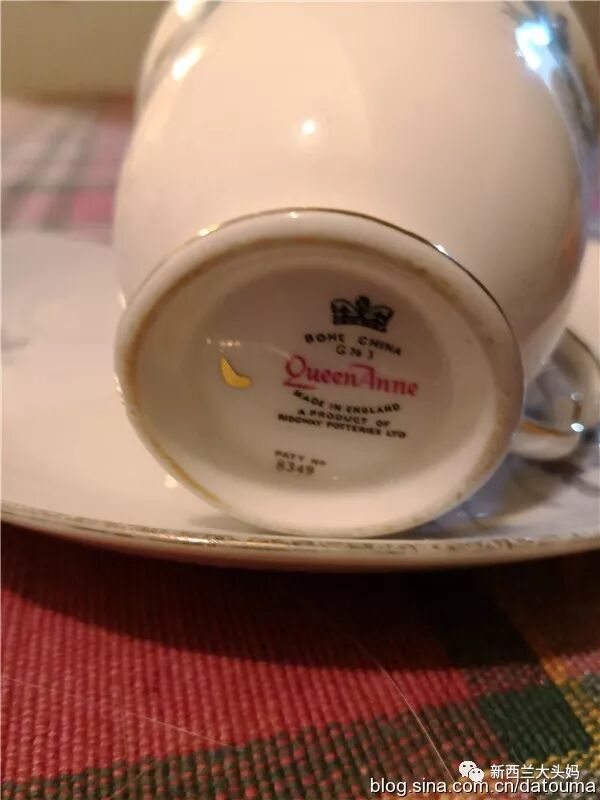 BONE CHINA
G N 3
Queen Anne
MADE IN ENGLAND
A PRODUCT OF
RIDGWAY POTTERIES LTD
PATT No
8349
新西兰大头妈
blog.sina.com.cn/datouma